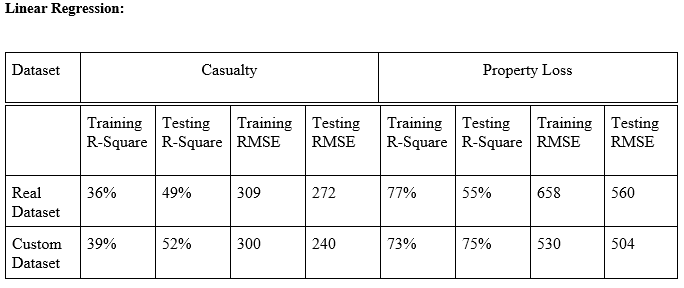 Linear Regression:
Dataset Casualty Property Loss
Training Testing Training Testing Training Testing Training Testing
R-Square R-Square RMSE RMSE R-Square R-Square RMSE RMSE
Real 36% 49% 309 272 77% 55% 658 560
Dataset
Custom 39% 52% 300 240 73% 75% 530 504
Dataset